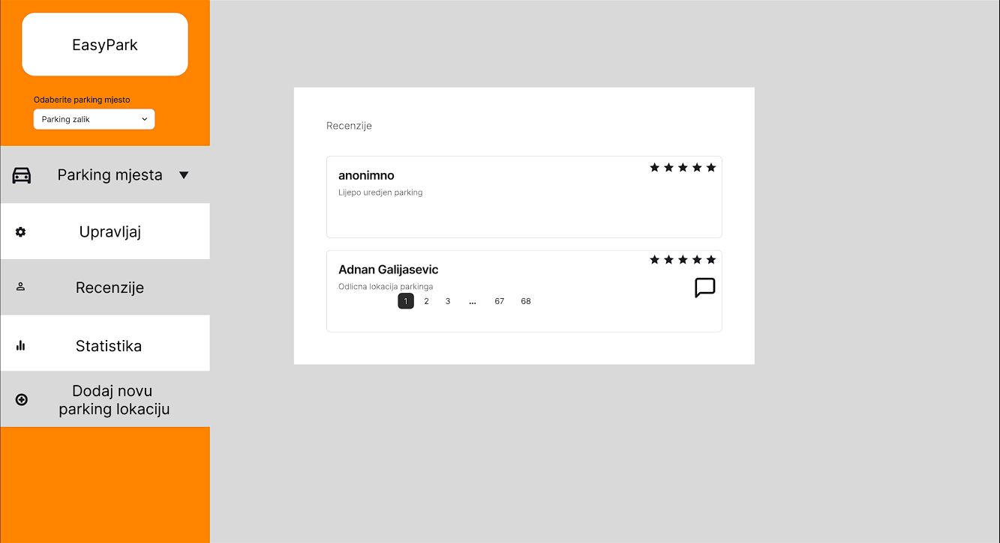 EasyPark
Odaberite parking mjesto
Parking zalik
Parking mjesta
Upravljaj
Recenzije
Statistika
Dodaj novu
parking lokaciju
Recenzije
anonimno
Lijepo uredjen parking
Adnan Galijasevic
Odlicna lokacija parkinga
1 2 3 ... 67 68